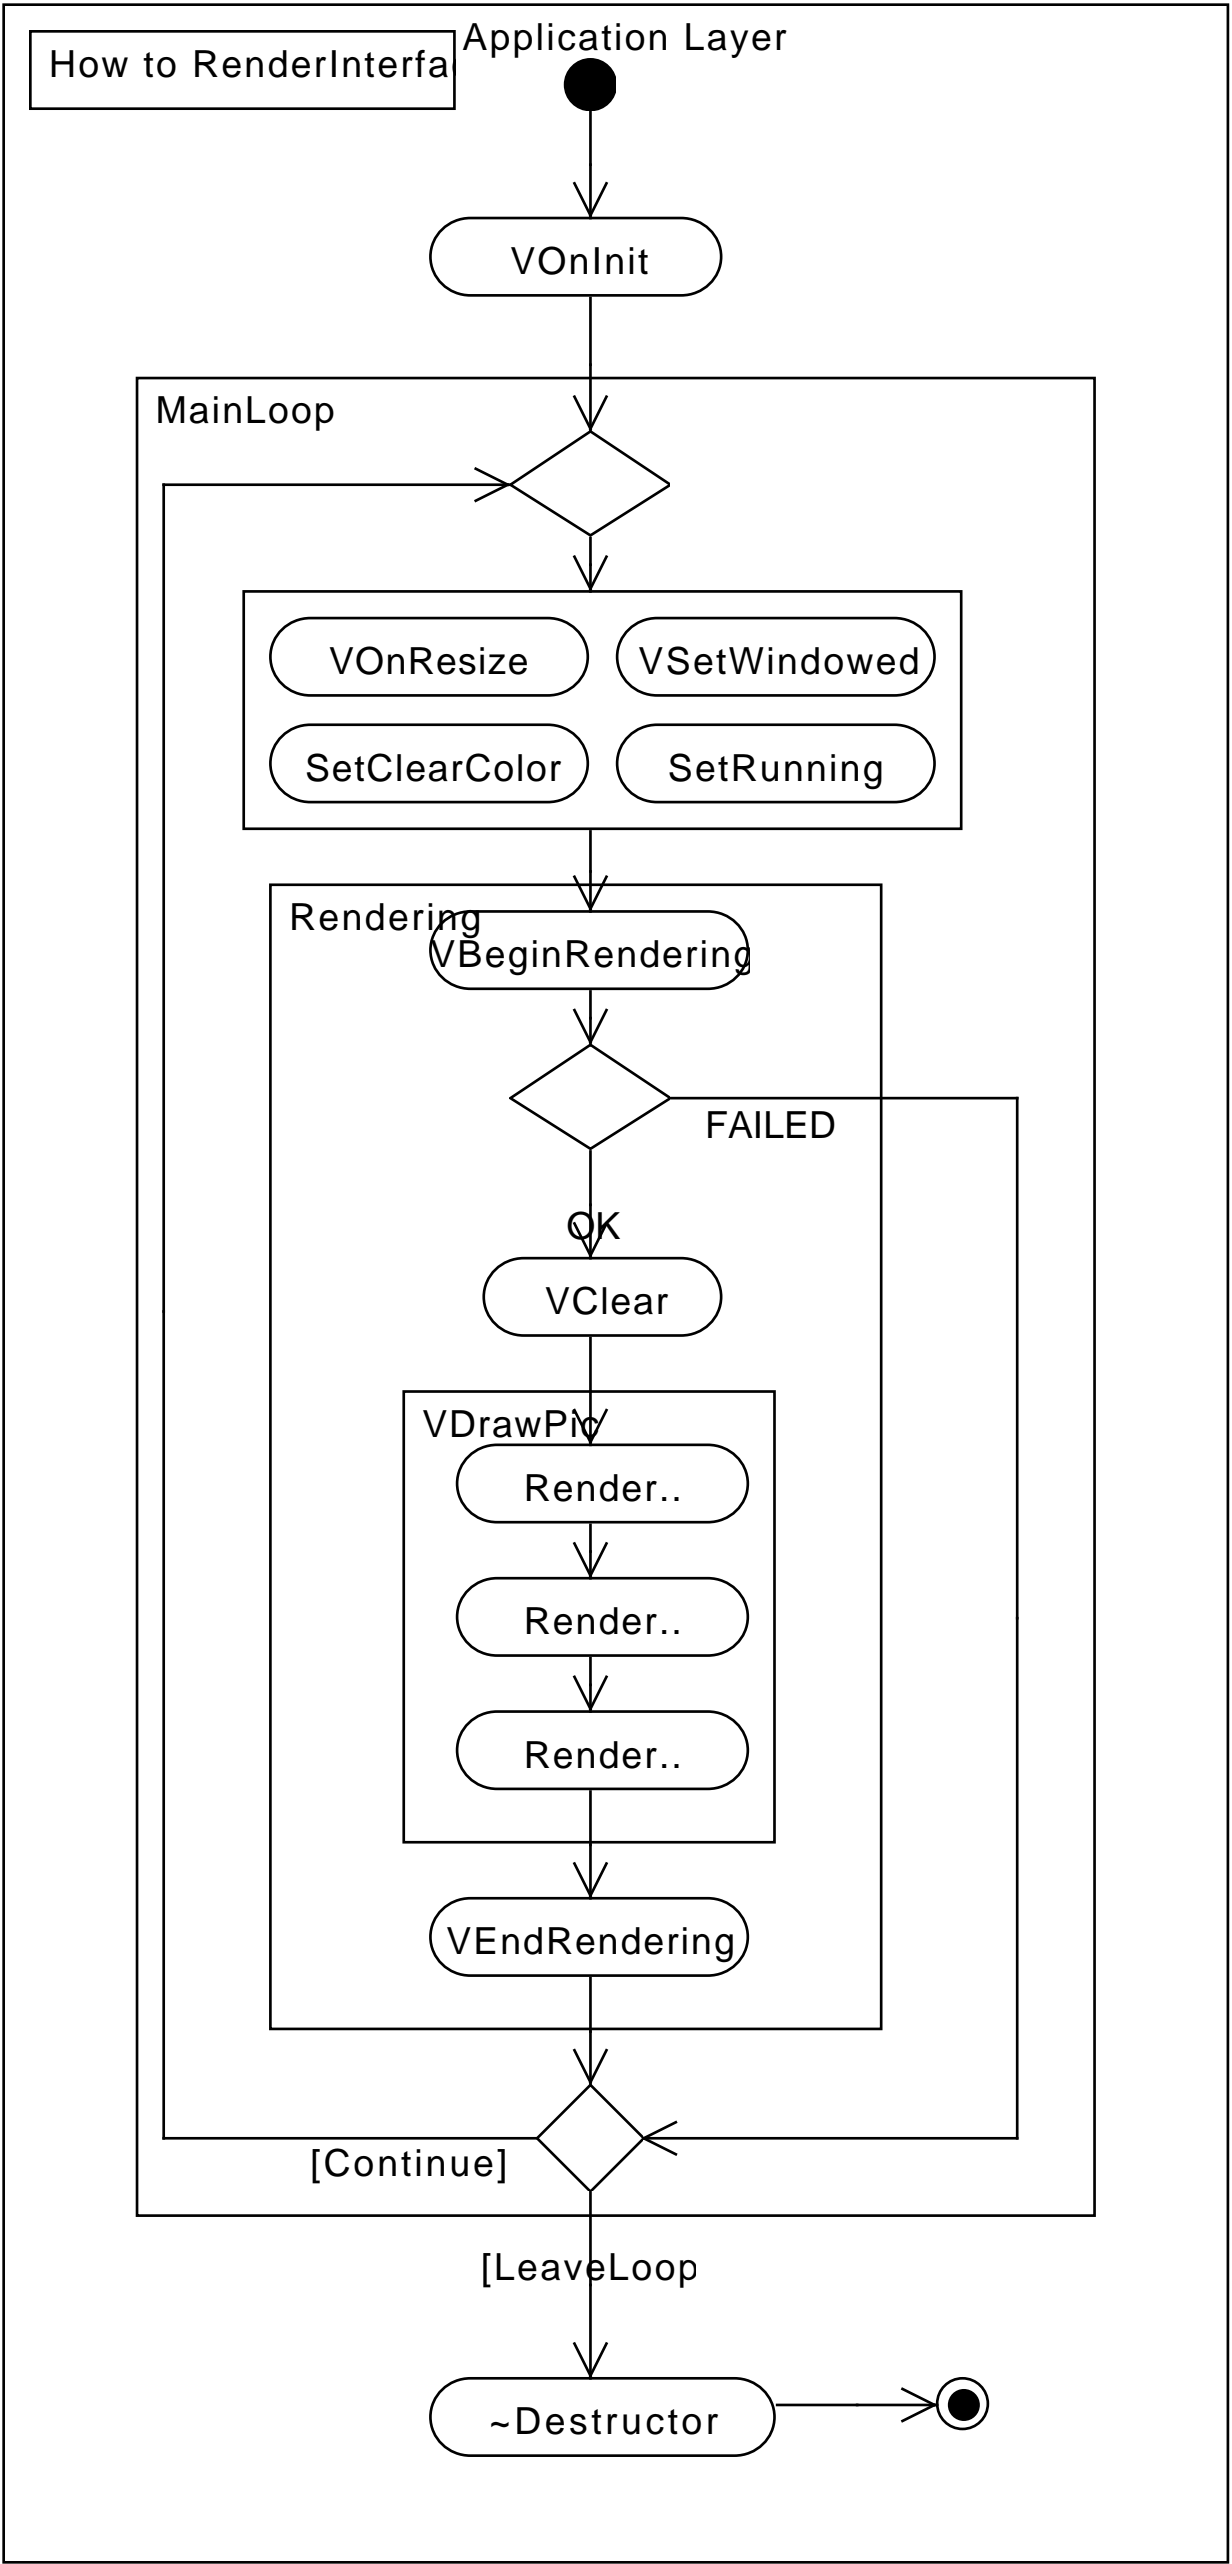 Application Layer
How to RenderInterfa
VOnInit
MainLoop
VOnResize
VSetWindowed
SetClearColor
SetRunning
Rendering
VBeginRendering
FAILED
OK
VClear
VDrawPic
Render..
Render..
Render..
VEndRendering
[Continue]
[LeaveLoop
~Destructor